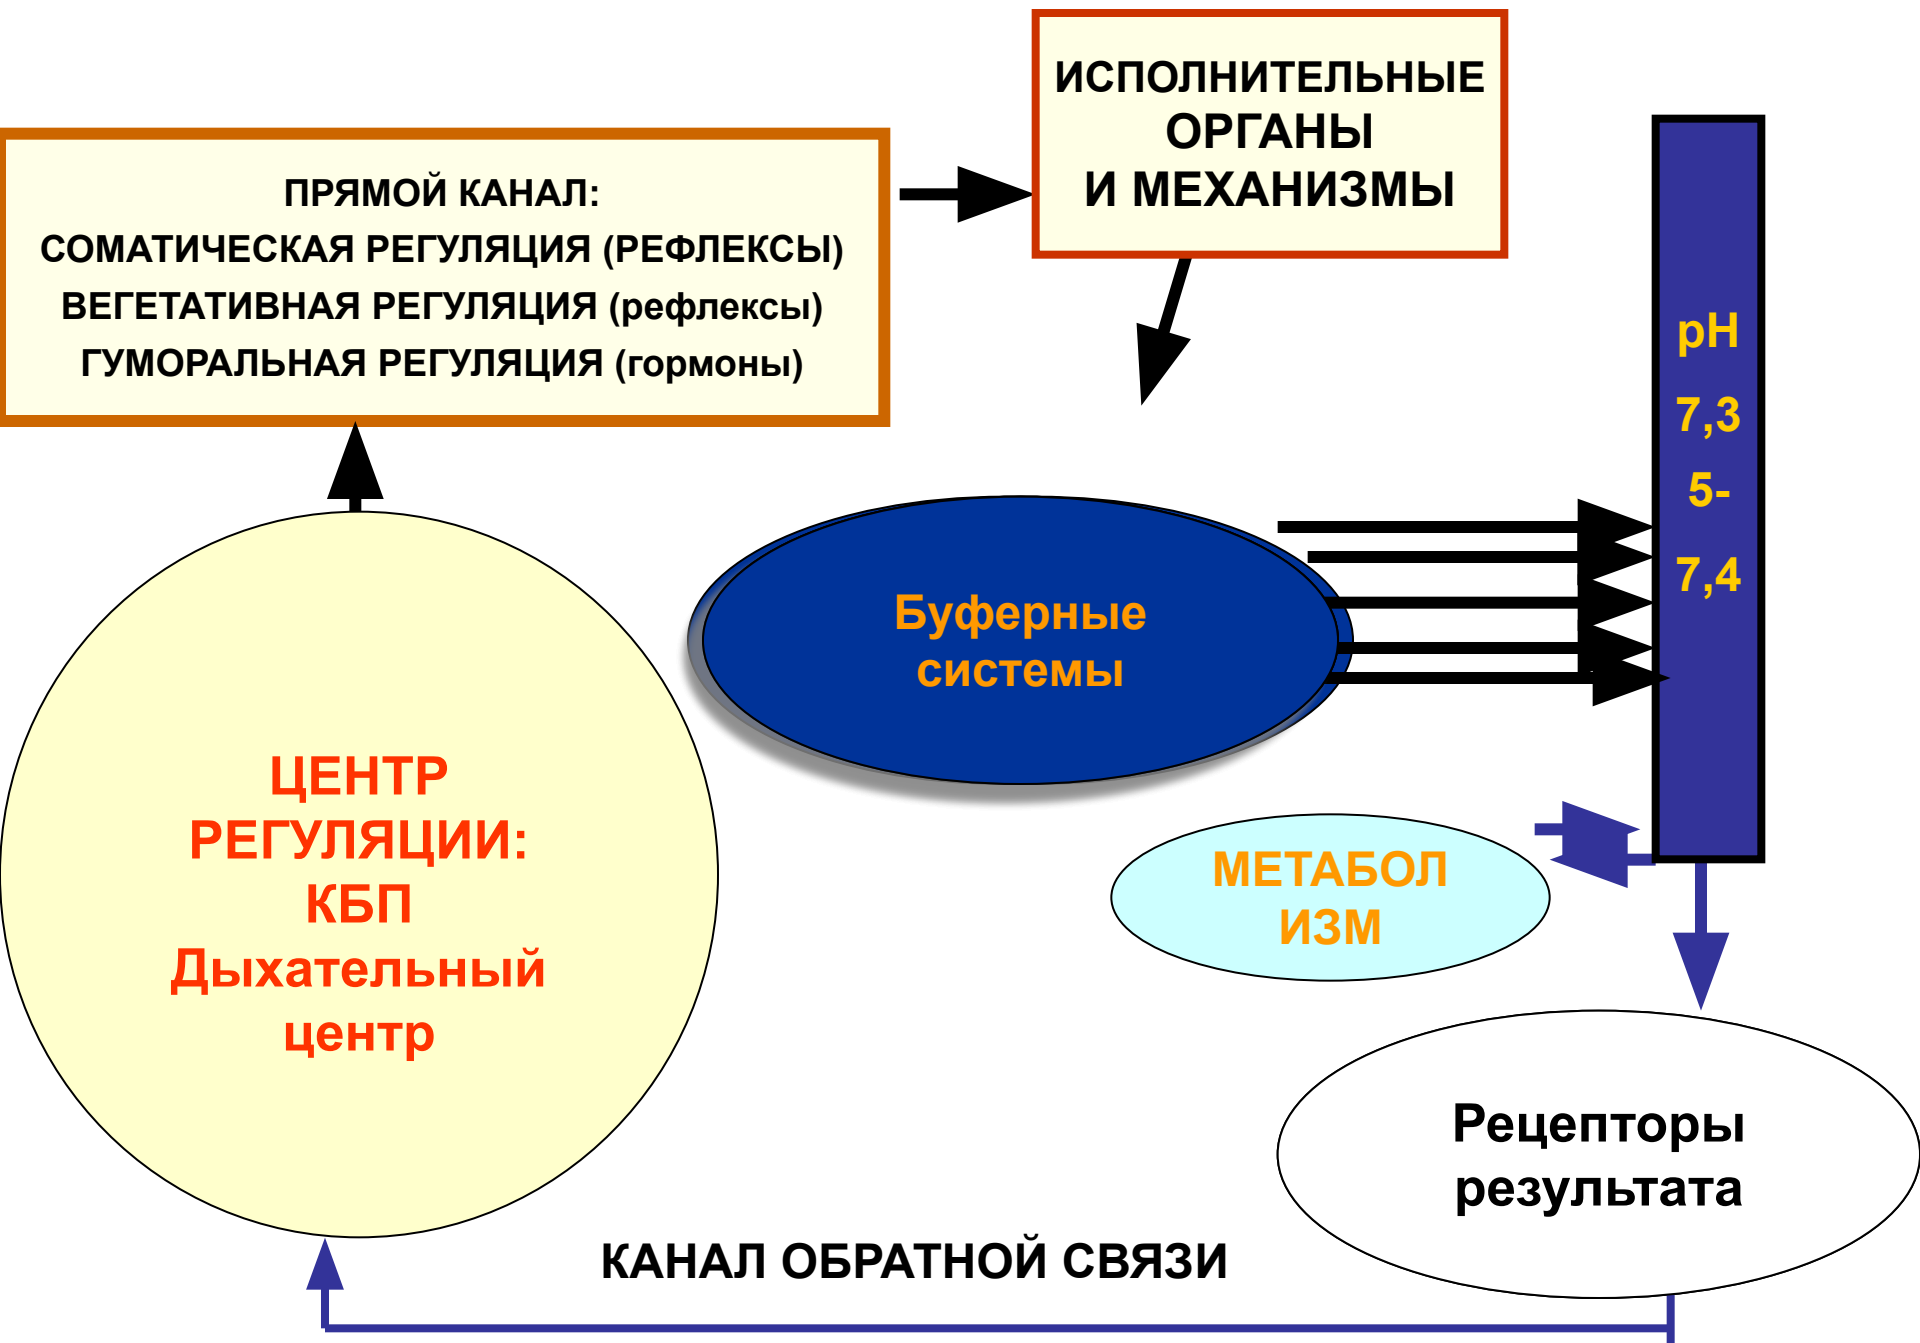 ИСПОЛНИТЕЛЬНЫЕ
ОРГАНЫ
И МЕХАНИЗМЫ
ПРЯМОЙ КАНАЛ:
СОМАТИЧЕСКАЯ РЕГУЛЯЦИЯ (РЕФЛЕКСЫ)
ВЕГЕТАТИВНАЯ РЕГУЛЯЦИЯ (рефлексы)
ГУМОРАЛЬНАЯ РЕГУЛЯЦИЯ (гормоны)
рН
7,3
5-
7,4
Буферные
системы
ЦЕНТР
РЕГУЛЯЦИИ:
КБП
Дыхательный
центр
МЕТАБОЛ
ИЗМ
Рецепторы
результата
КАНАЛ ОБРАТНОЙ СВЯЗИ